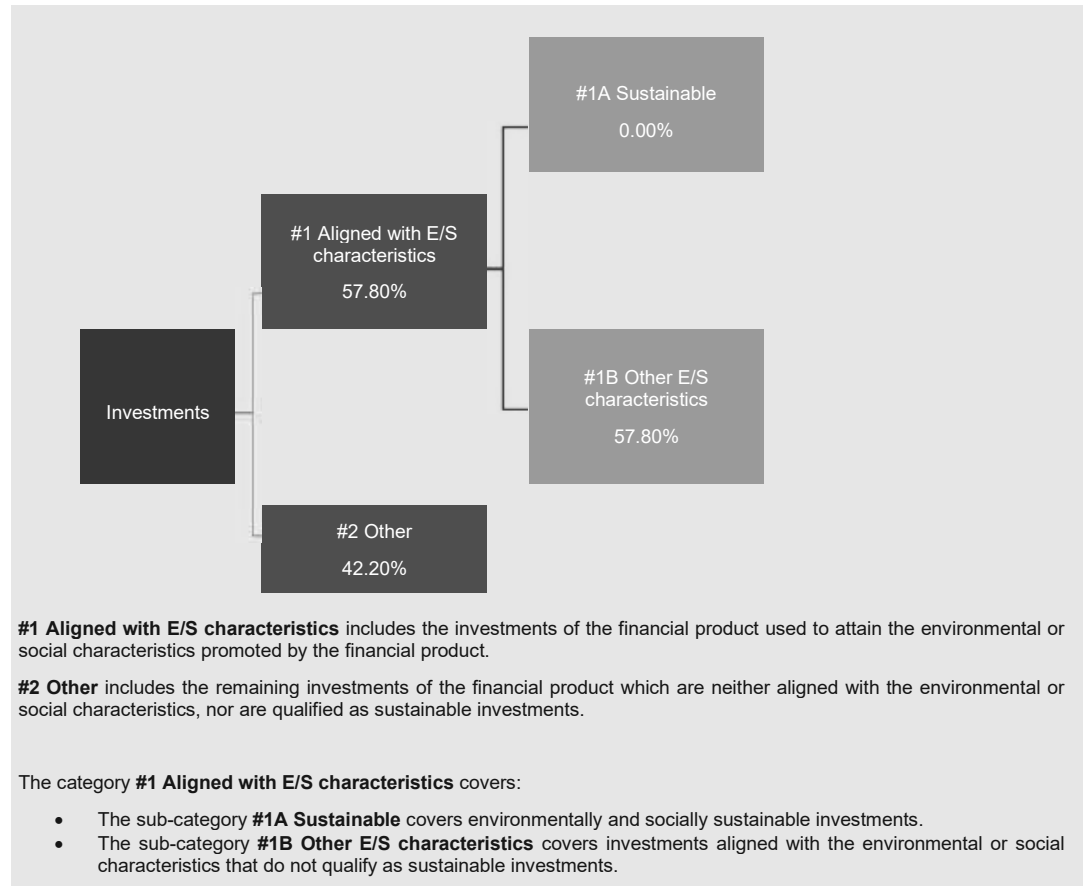 #1A Sustainable
0.00%
#1 Aligned with E/S
characteristics
57.80%
#1B Other E/S
characteristics
57.80%
Investments
#2 Other
42.20%
#1 Aligned with E/S characteristics includes the investments of the financial product used to attain the environmental or
social characteristics promoted by the financial product.
#2 Other includes the remaining investments of the financial product which are neither aligned with the environmental or
social characteristics, nor are qualified as sustainable investments.
The category #1 Aligned with E/S characteristics covers:
• The sub-category #1A Sustainable covers environmentally and socially sustainable investments.
• The sub-category #1B Other E/S characteristics covers investments aligned with the environmental or social
characteristics that do not qualify as sustainable investments.